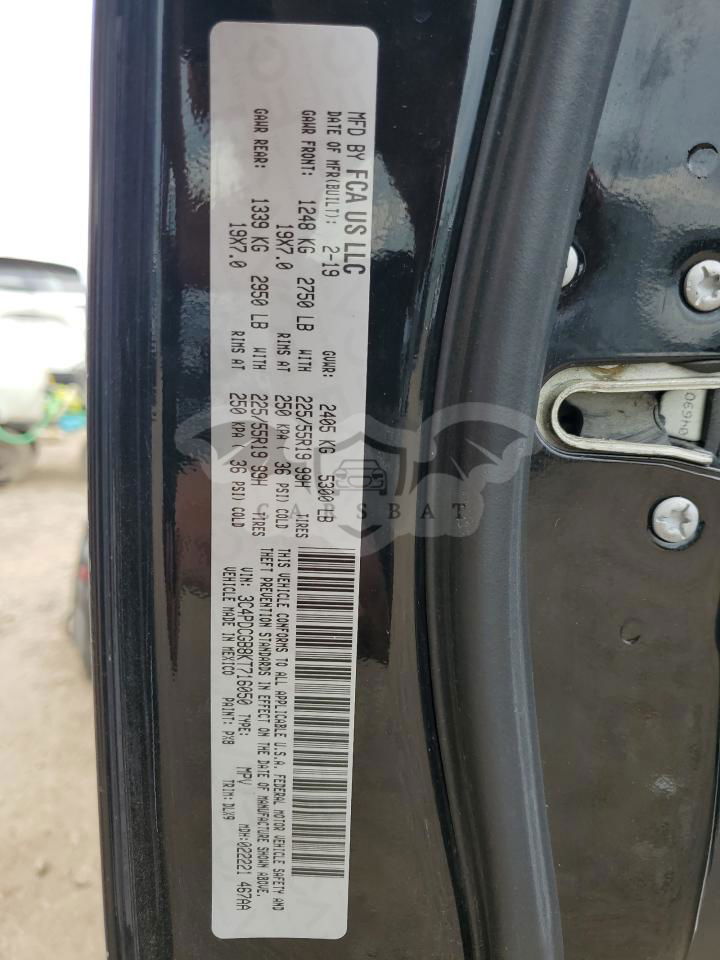 MFD BY FCA US LLC
DATE OF MFR(BUILT): 2-19 GVWR: 2405 KG 5300 LB
GAWR FRONT: 1248 KG 2750 LB WITH 225/55R19 99H TIRES
19X7.0 RIMS AT 250 KPA ( 36 PSI) COLD
GAWR REAR: 1339 KG 2950 LB WITH 225/55R19 99H TIRES
19X7.0 RIMS AT 250 KPA ( 36 PSI) COLD
THIS VEHICLE CONFORMS TO ALL APPLICABLE U.S.A. FEDERAL MOTOR VEHICLE SAFETY AND
THEFT PREVENTION STANDARDS IN EFFECT ON THE DATE OF MANUFACTURE SHOWN ABOVE.
VIN: 3C4PDCGB8KT716050 TYPE: MPV MDH:022221 467AA
VEHICLE MADE IN MEXICO PAINT: PX8 TRIM: DLX9
CARSBAT